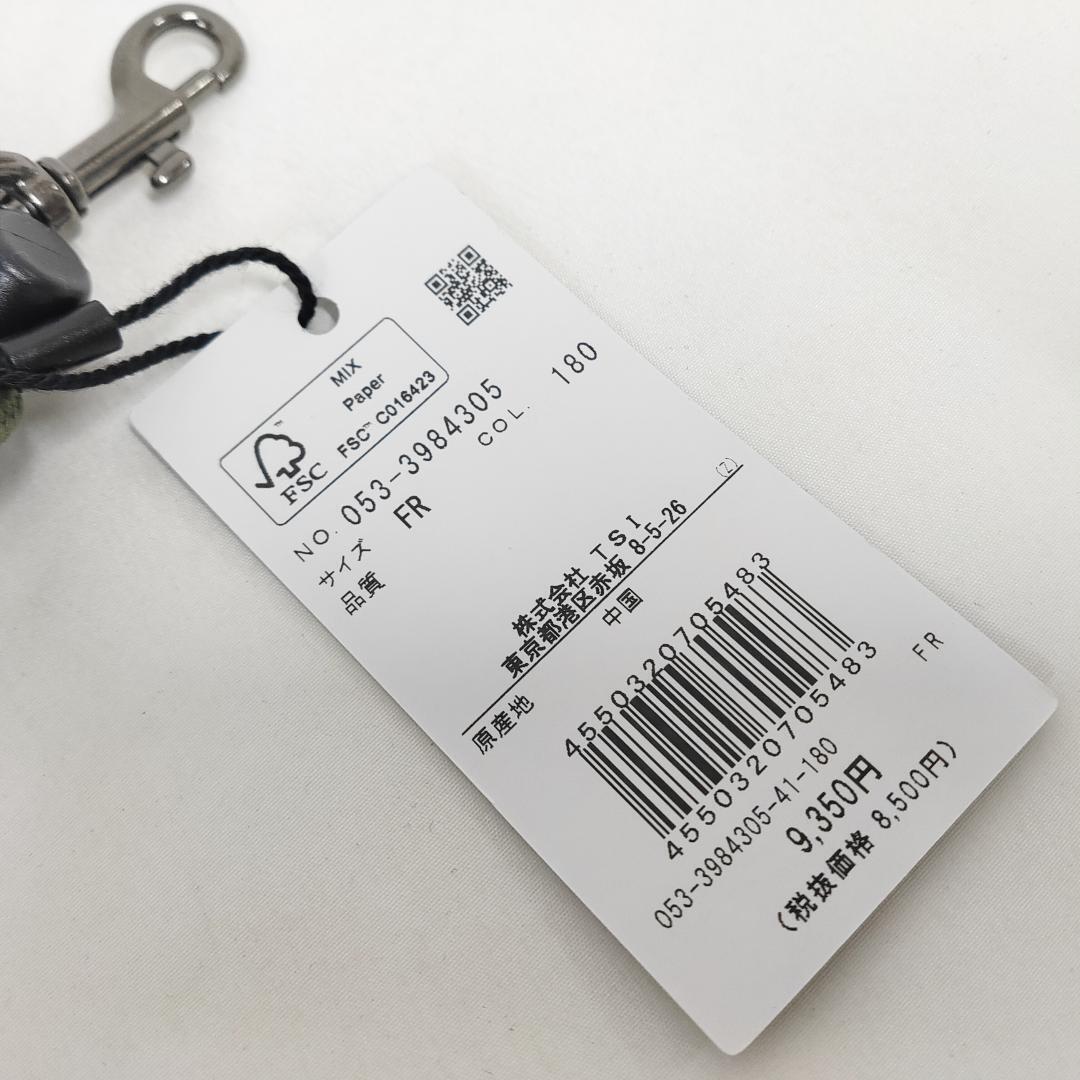 MIX
Paper
FSC™ C016423
FSC
NO. 053-3984305
COL. 180
サイズ FR
品質
株式会社 TSI
東京都港区赤坂 8-5-26
(Z)
原産地 中国
4550320705483
4550320705483
FR
053-3984305-41-180
9,350円
(税抜価格 8,500円)